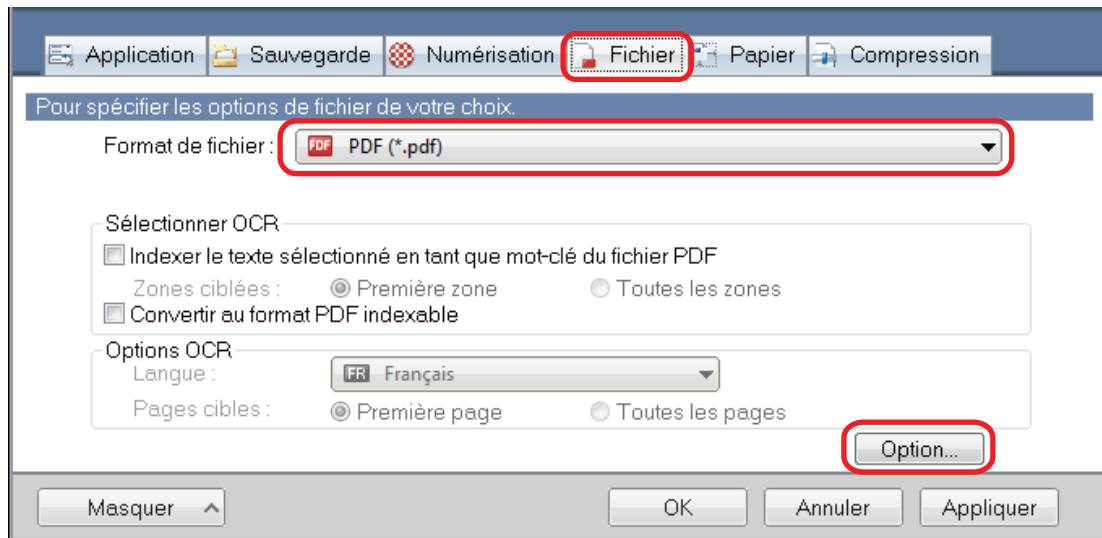 Application Sauvegarde Numérisation Fichier Papier Compression
Pour spécifier les options de fichier de votre choix.
Format de fichier : PDF PDF (*.pdf)
Sélectionner OCR
Indexer le texte sélectionné en tant que mot-clé du fichier PDF
Zones ciblées : Première zone Toutes les zones
Convertir au format PDF indexable
Options OCR
Langue : FR Français
Pages cibles : Première page Toutes les pages
Option...
Masquer OK Annuler Appliquer